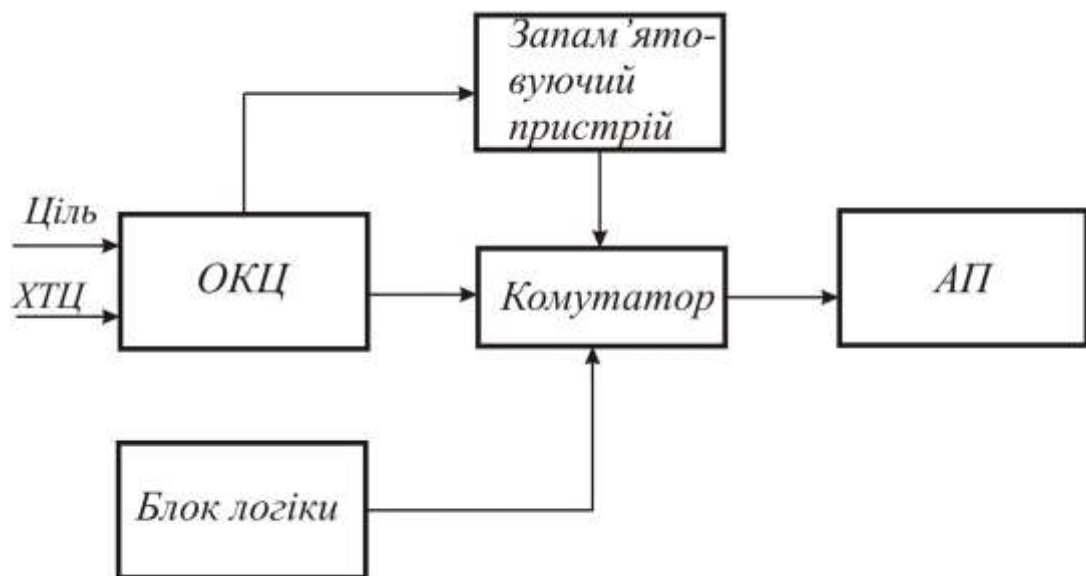 Запам’ято-
вуючий
пристрій
Ціль
ХТЦ
ОКЦ
Комутатор
АП
Блок логіки